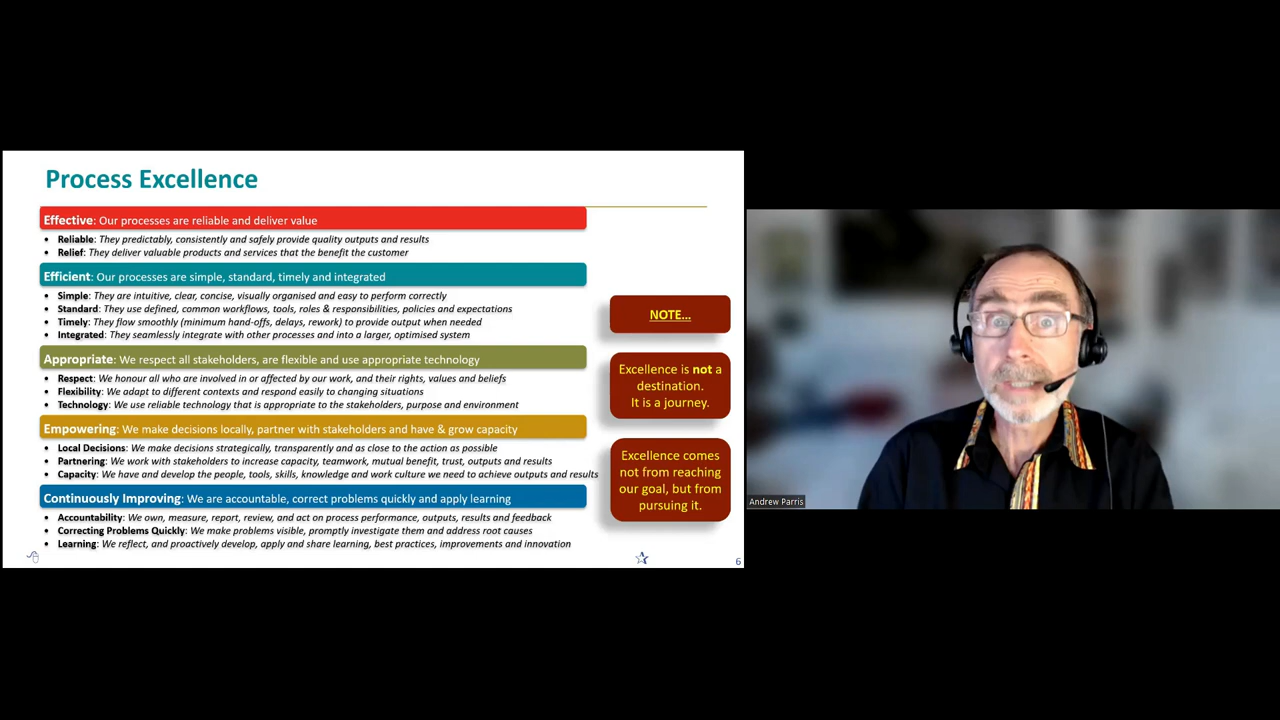 Process Excellence
Effective: Our processes are reliable and deliver value
• Reliable: They predictably, consistently and safely provide quality outputs and results
• Relief: They deliver valuable products and services that the benefit the customer
Efficient: Our processes are simple, standard, timely and integrated
• Simple: They are intuitive, clear, concise, visually organised and easy to perform correctly
• Standard: They use defined, common workflows, tools, roles & responsibilities, policies and expectations
• Timely: They flow smoothly (minimum hand-offs, delays, rework) to provide output when needed
• Integrated: They seamlessly integrate with other processes and into a larger, optimised system
Appropriate: We respect all stakeholders, are flexible and use appropriate technology
• Respect: We honour all who are involved in or affected by our work, and their rights, values and beliefs
• Flexibility: We adapt to different contexts and respond easily to changing situations
• Technology: We use reliable technology that is appropriate to the stakeholders, purpose and environment
Empowering: We make decisions locally, partner with stakeholders and have & grow capacity
• Local Decisions: We make decisions strategically, transparently and as close to the action as possible
• Partnering: We work with stakeholders to increase capacity, teamwork, mutual benefit, trust, outputs and results
• Capacity: We have and develop the people, tools, skills, knowledge and work culture we need to achieve outputs and results
Continuously Improving: We are accountable, correct problems quickly and apply learning
• Accountability: We own, measure, report, review, and act on process performance, outputs, results and feedback
• Correcting Problems Quickly: We make problems visible, promptly investigate them and address root causes
• Learning: We reflect, and proactively develop, apply and share learning, best practices, improvements and innovation
NOTE...
Excellence is not a
destination.
It is a journey.
Excellence comes
not from reaching
our goal, but from
pursuing it.
6
Andrew Parris